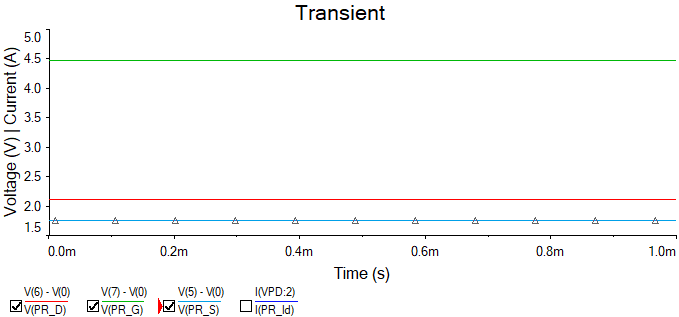 Transient
Voltage (V) | Current (A)
5.0
4.5
4.0
3.5
3.0
2.5
2.0
1.5
0.0m 0.2m 0.4m 0.6m 0.8m 1.0m
Time (s)
V(6) - V(0) V(7) - V(0) V(5) - V(0) I(VPD:2)
V(PR_D) V(PR_G) V(PR_S) I(PR_Id)